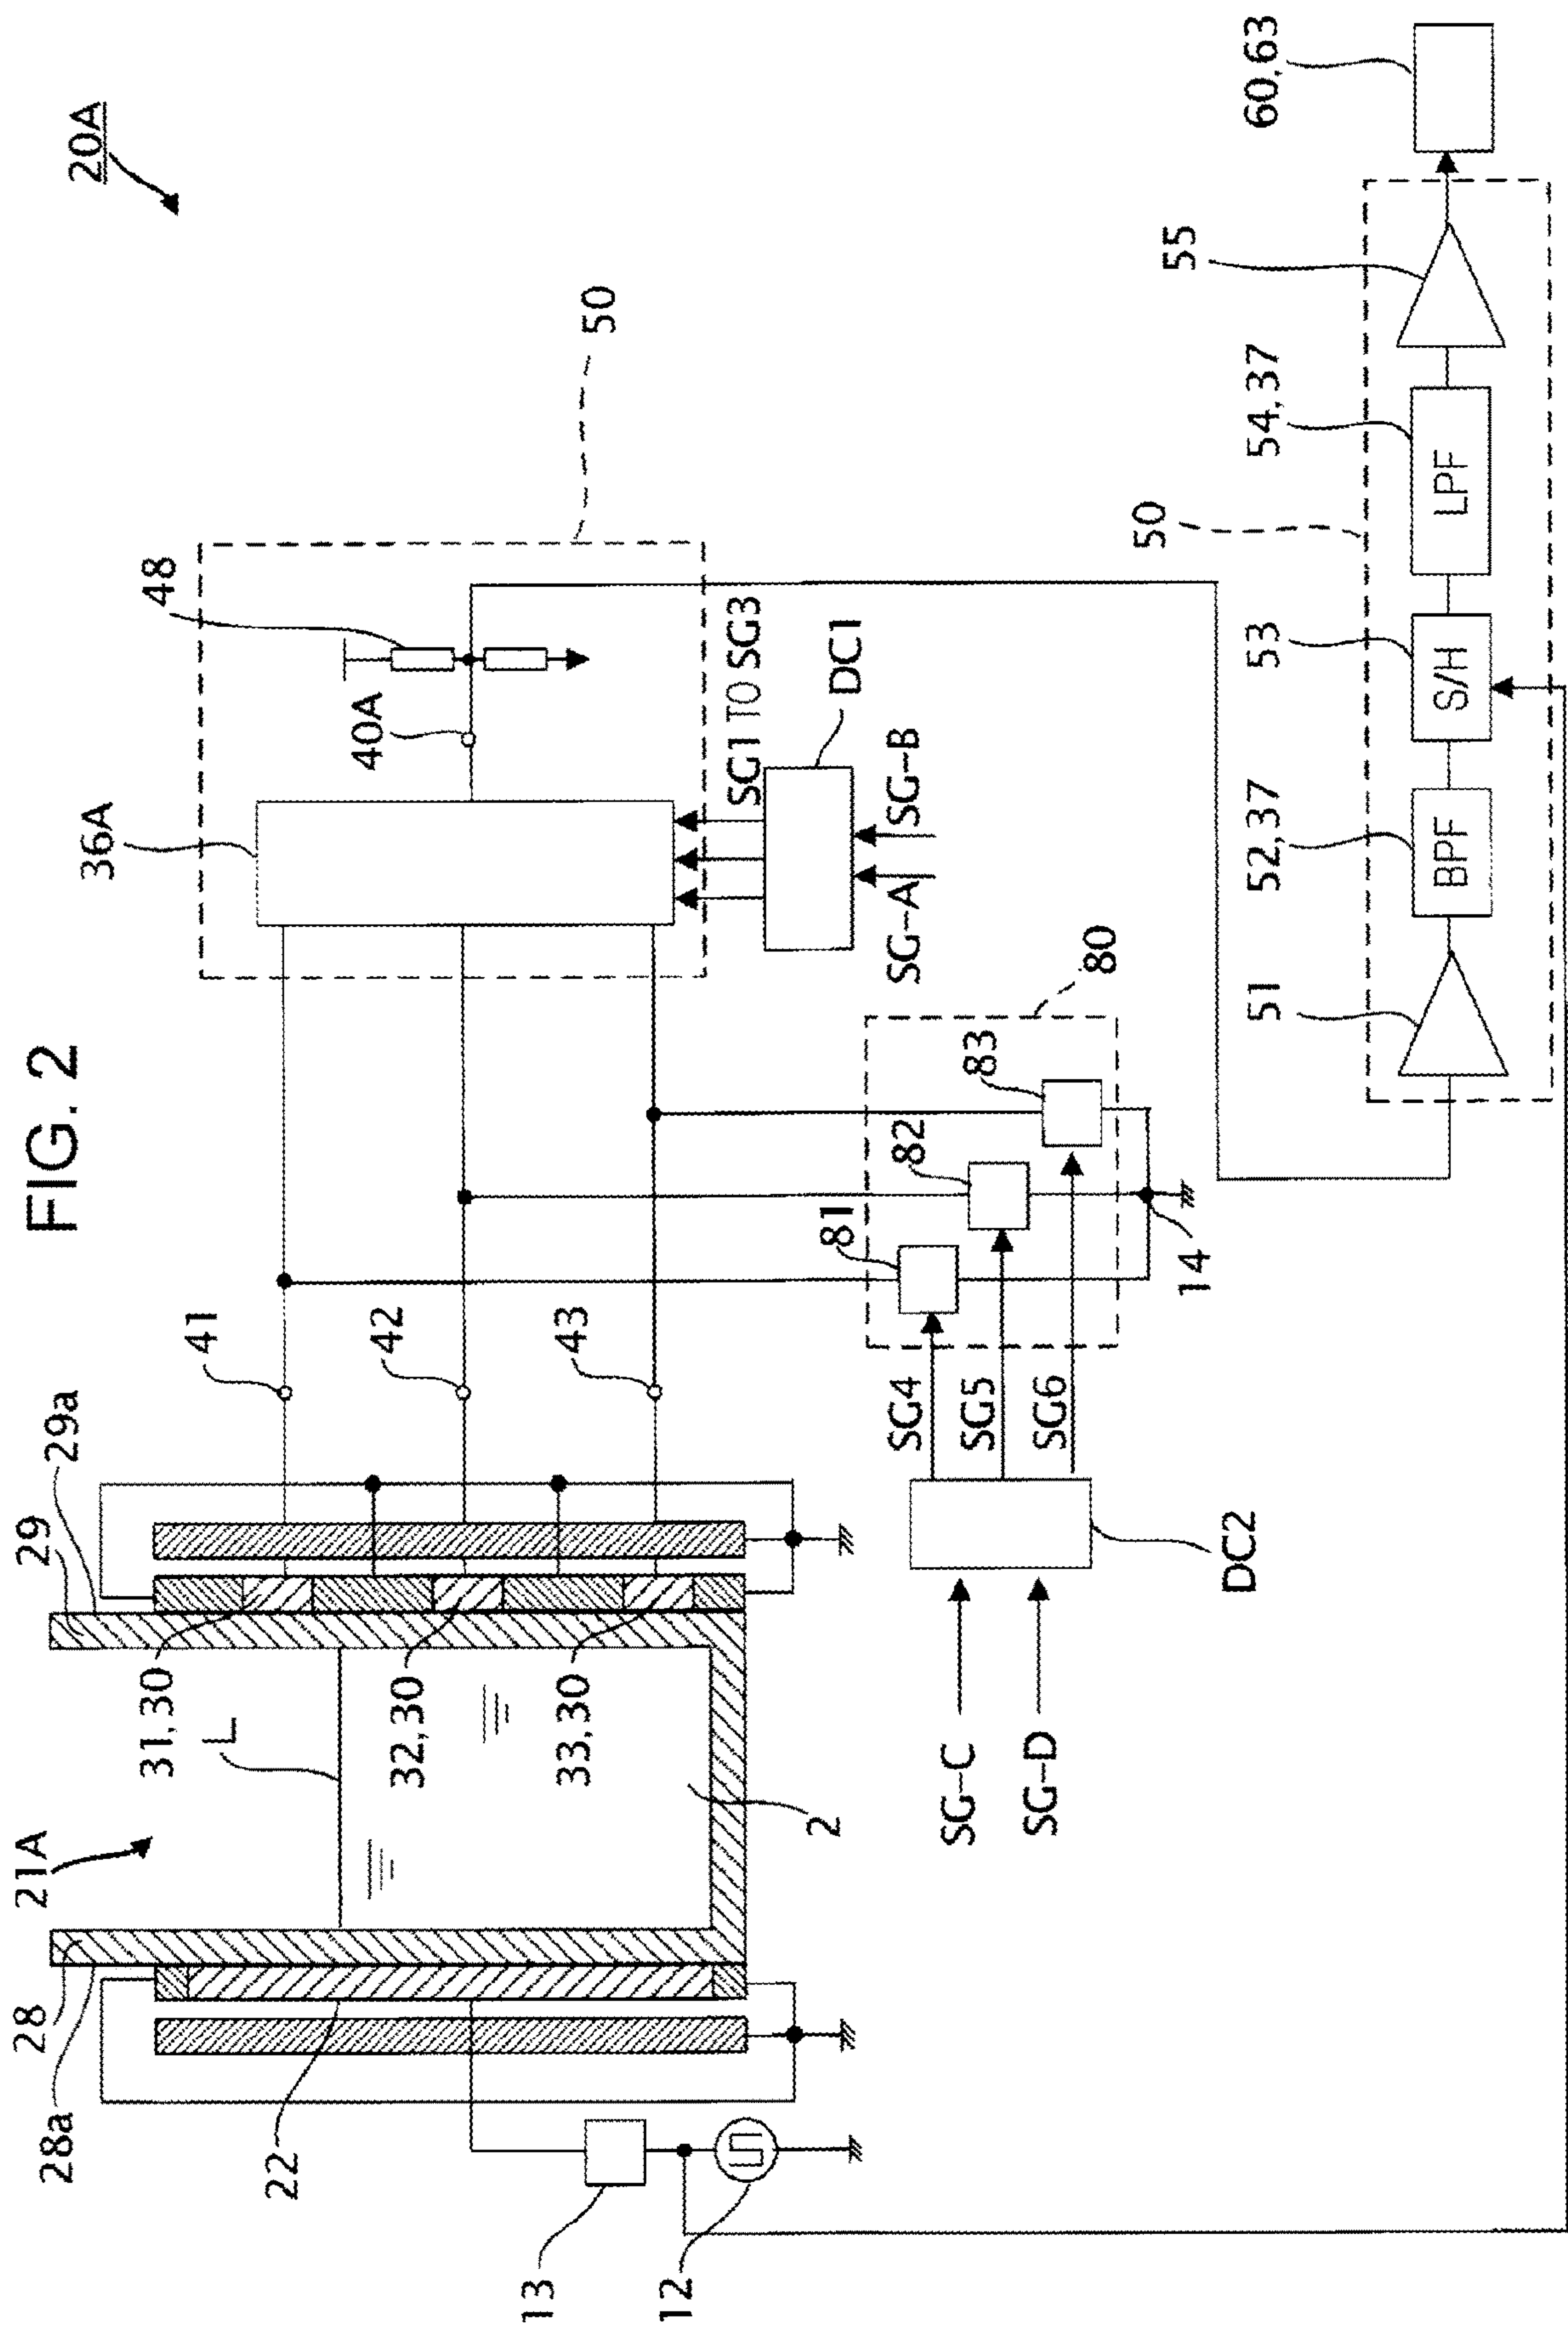 FIG. 2
20A
21A
28
28a
29
29a
22
31,30
L
32,30
33,30
2
41
42
43
36A
40A
48
50
SG1 TO SG3
DC1
SG-A
SG-B
80
81
82
83
14
SG4
SG5
SG6
DC2
SG-C
SG-D
13
12
50
51
52,37
53
54,37
55
60,63
BPF
S/H
LPF